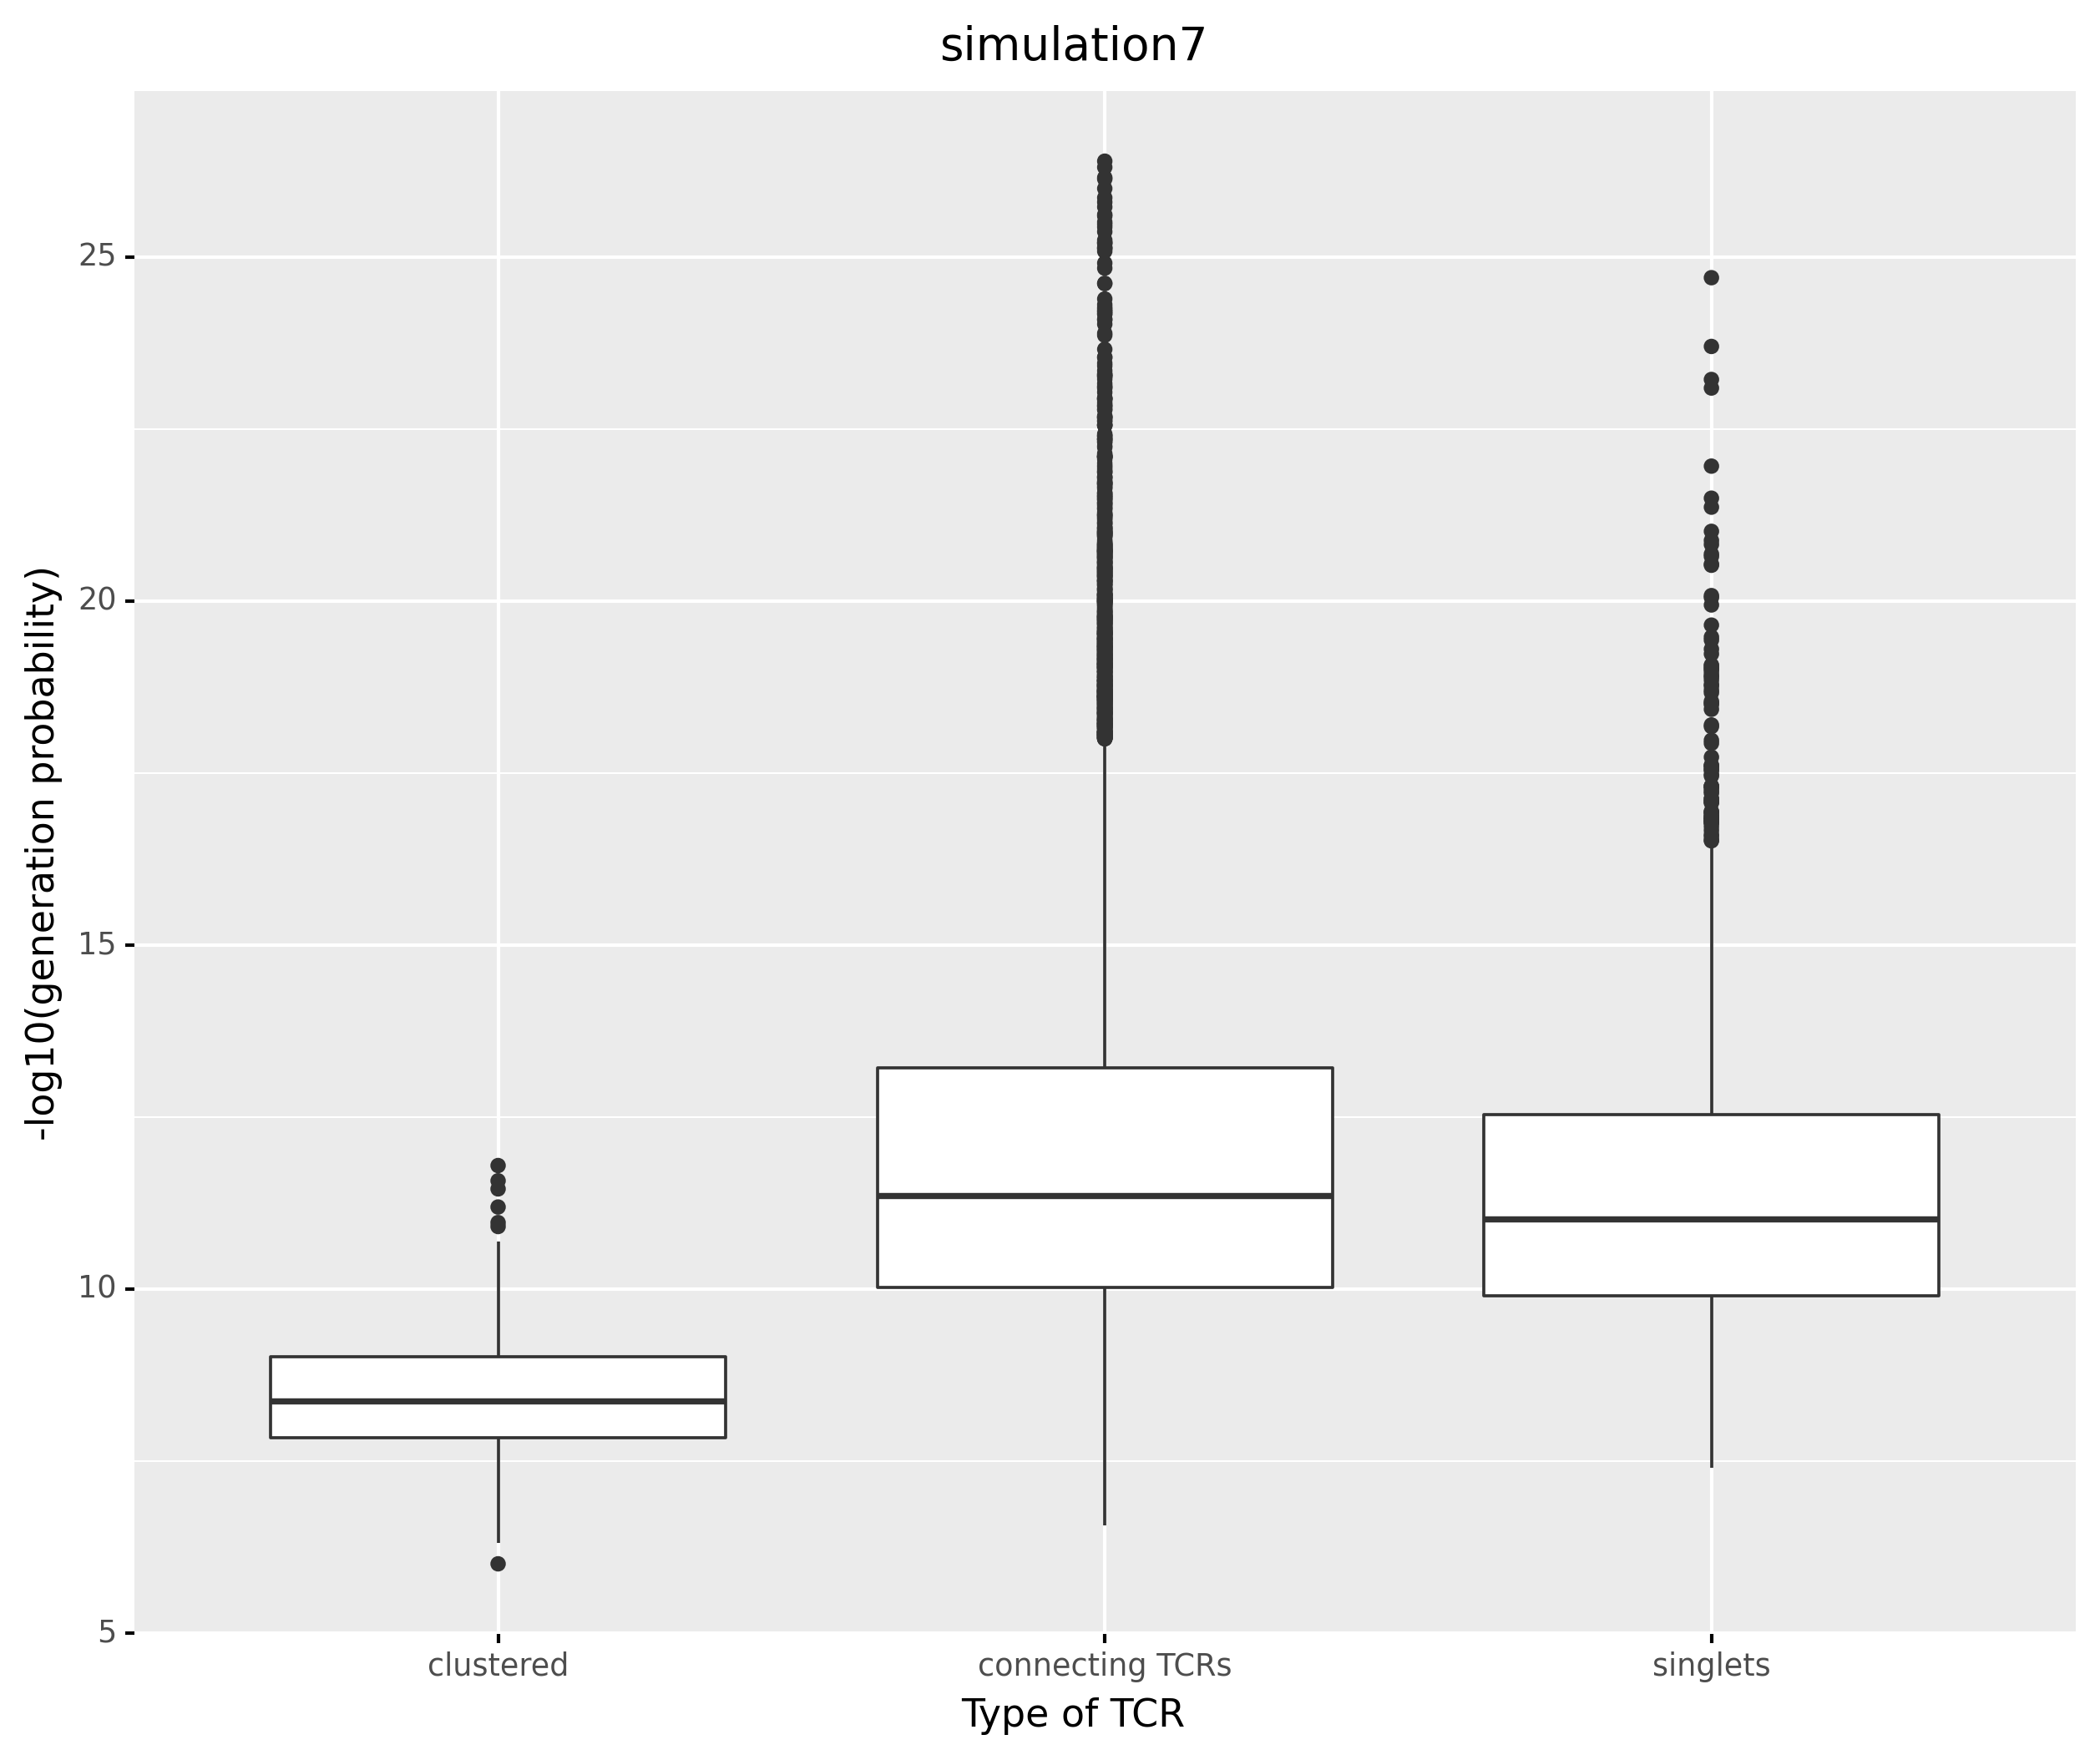 simulation7
-log10(generation probability)
25
20
15
10
5
clustered
connecting TCRs
singlets
Type of TCR